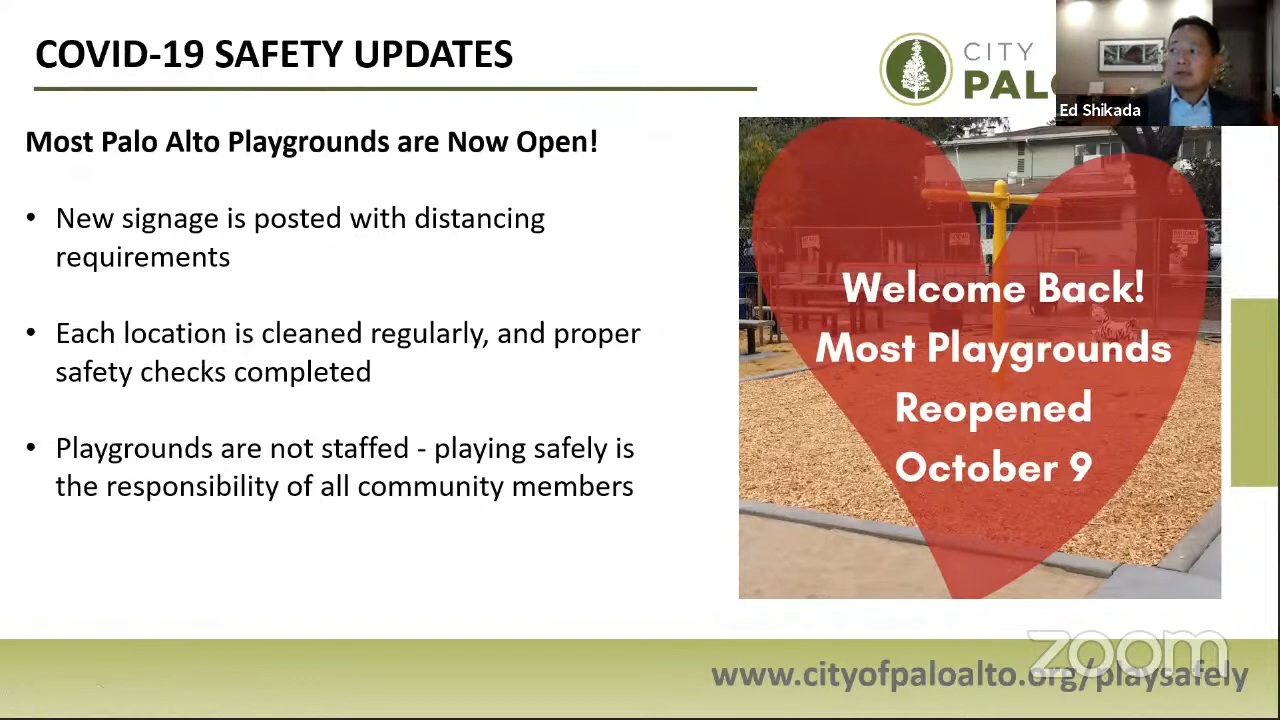 COVID-19 SAFETY UPDATES
CITY
PALO
Ed Shikada
Most Palo Alto Playgrounds are Now Open!
• New signage is posted with distancing
requirements
• Each location is cleaned regularly, and proper
safety checks completed
• Playgrounds are not staffed - playing safely is
the responsibility of all community members
Welcome Back!
Most Playgrounds
Reopened
October 9
zoom
www.cityofpaloalto.org/playsafely